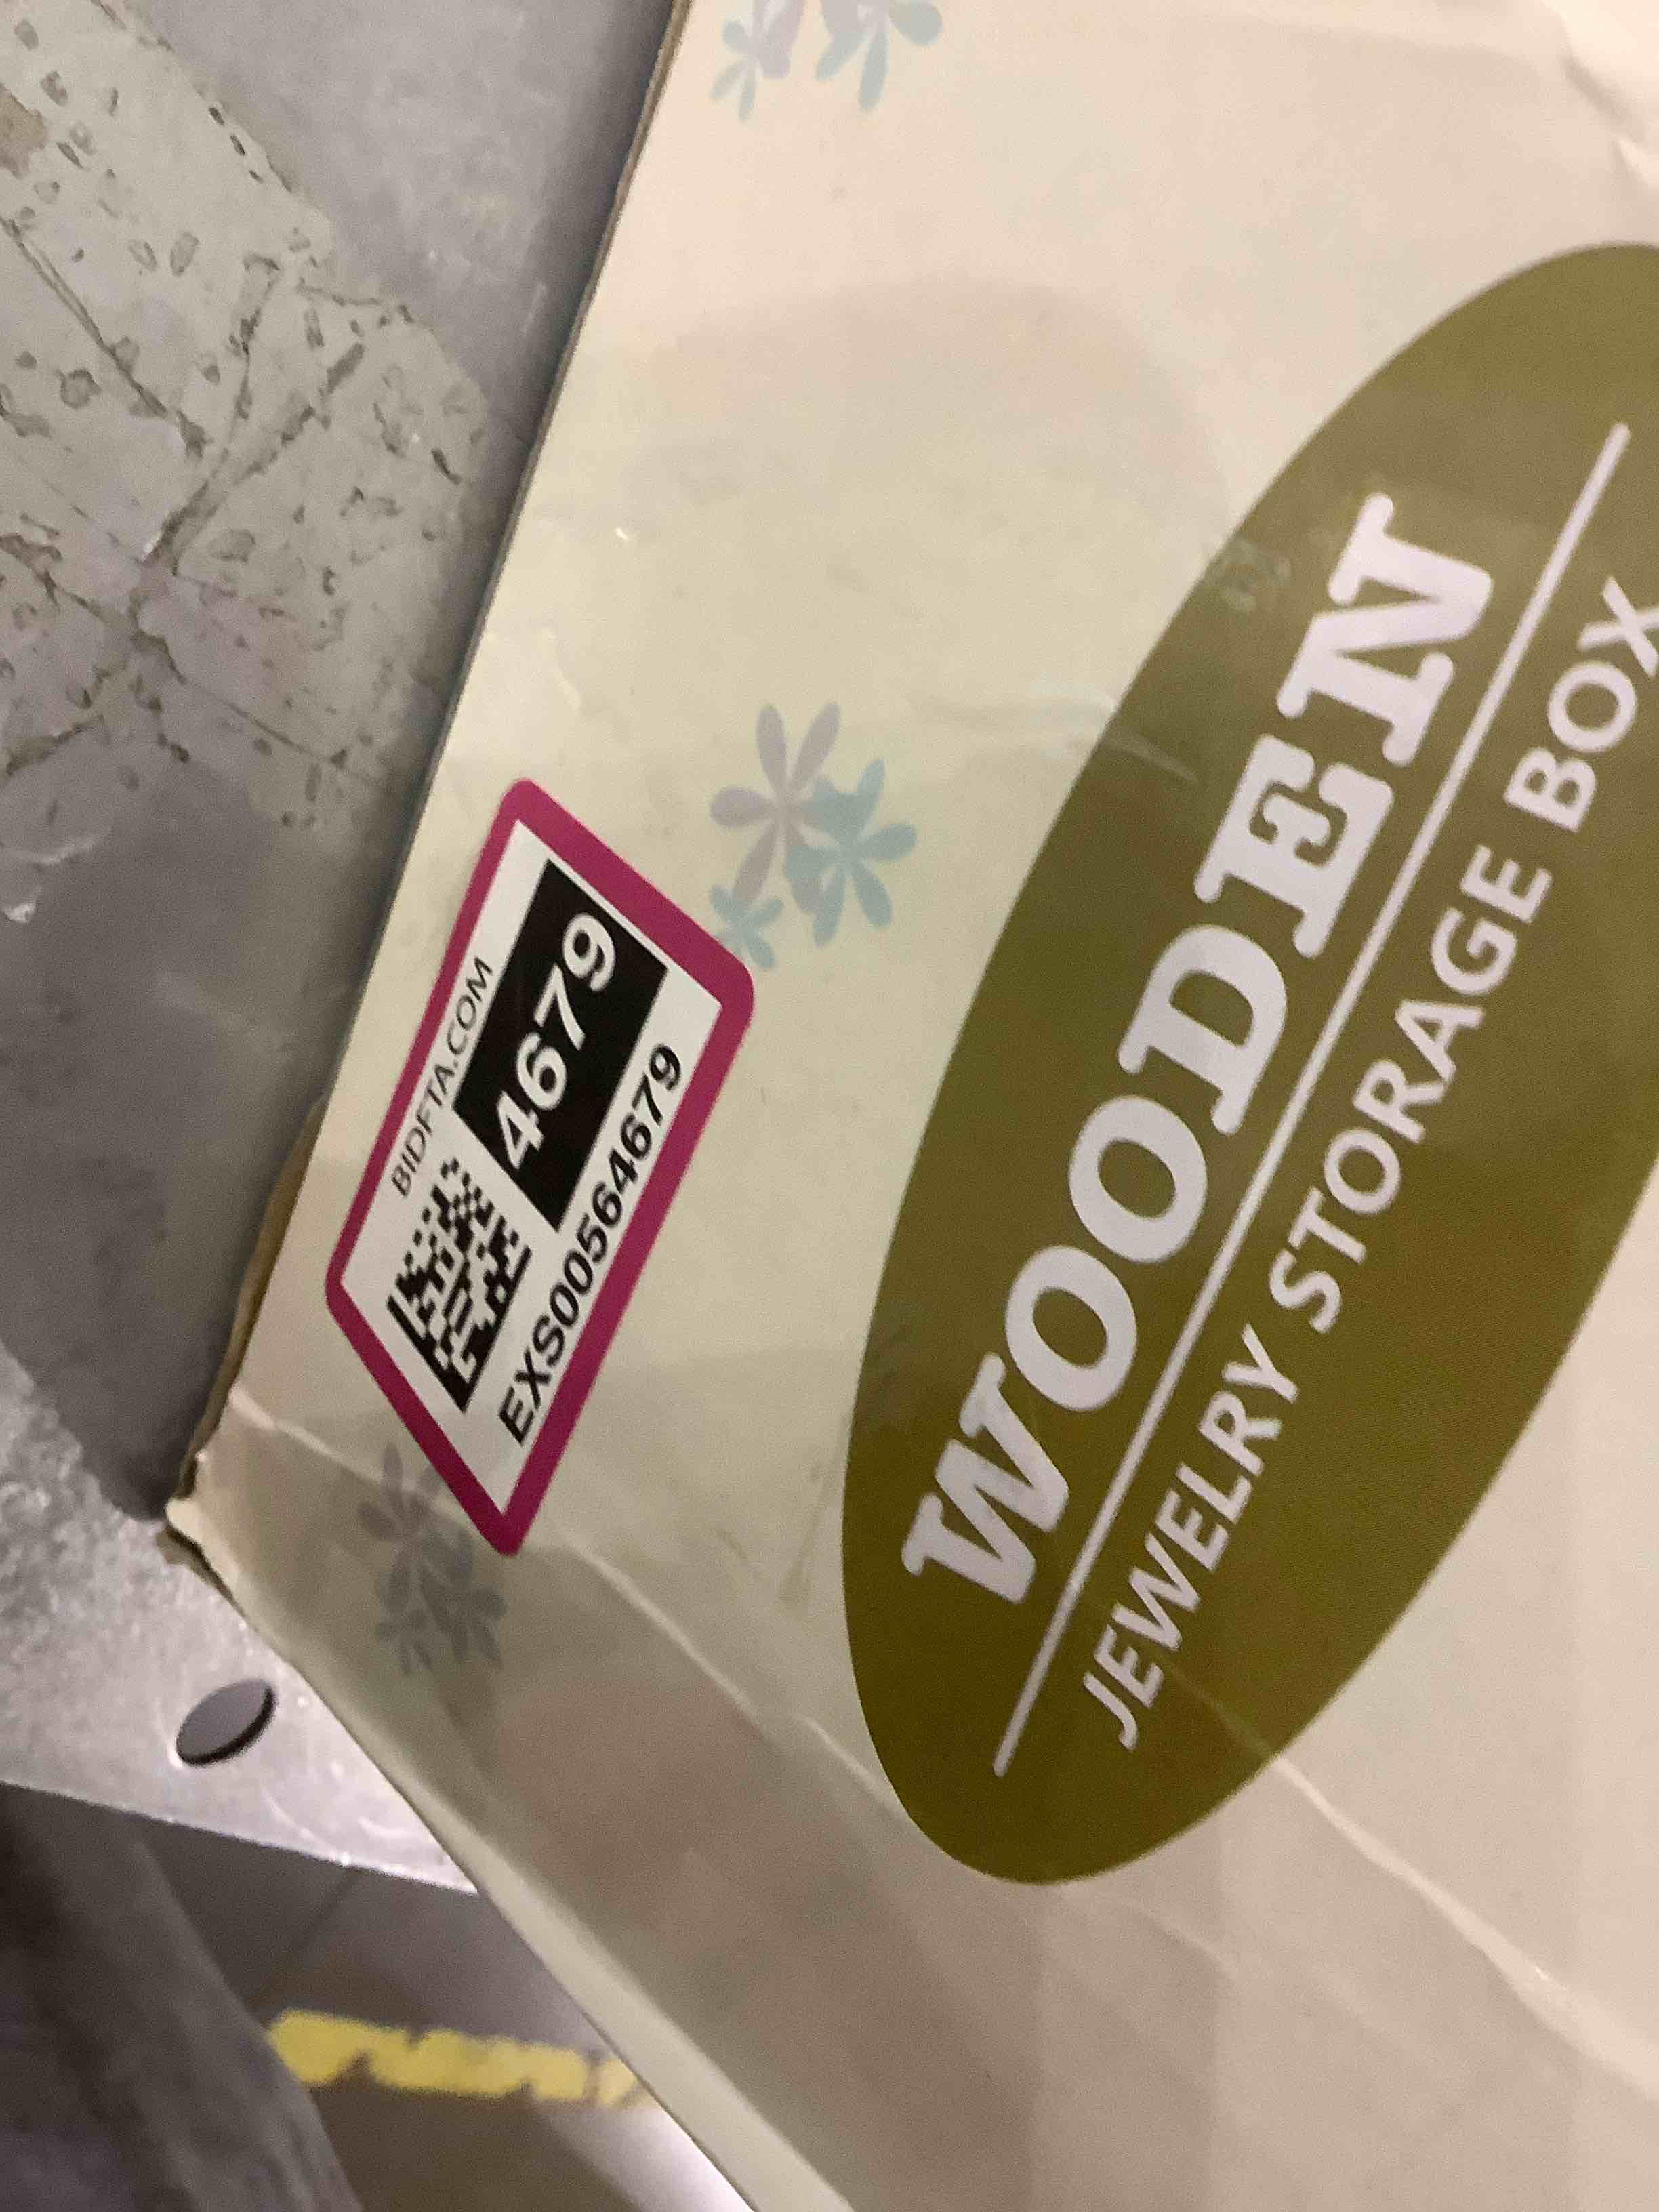 BIDFTA.COM
4679
EXS00564679
WOODEN
JEWELRY STORAGE BOX